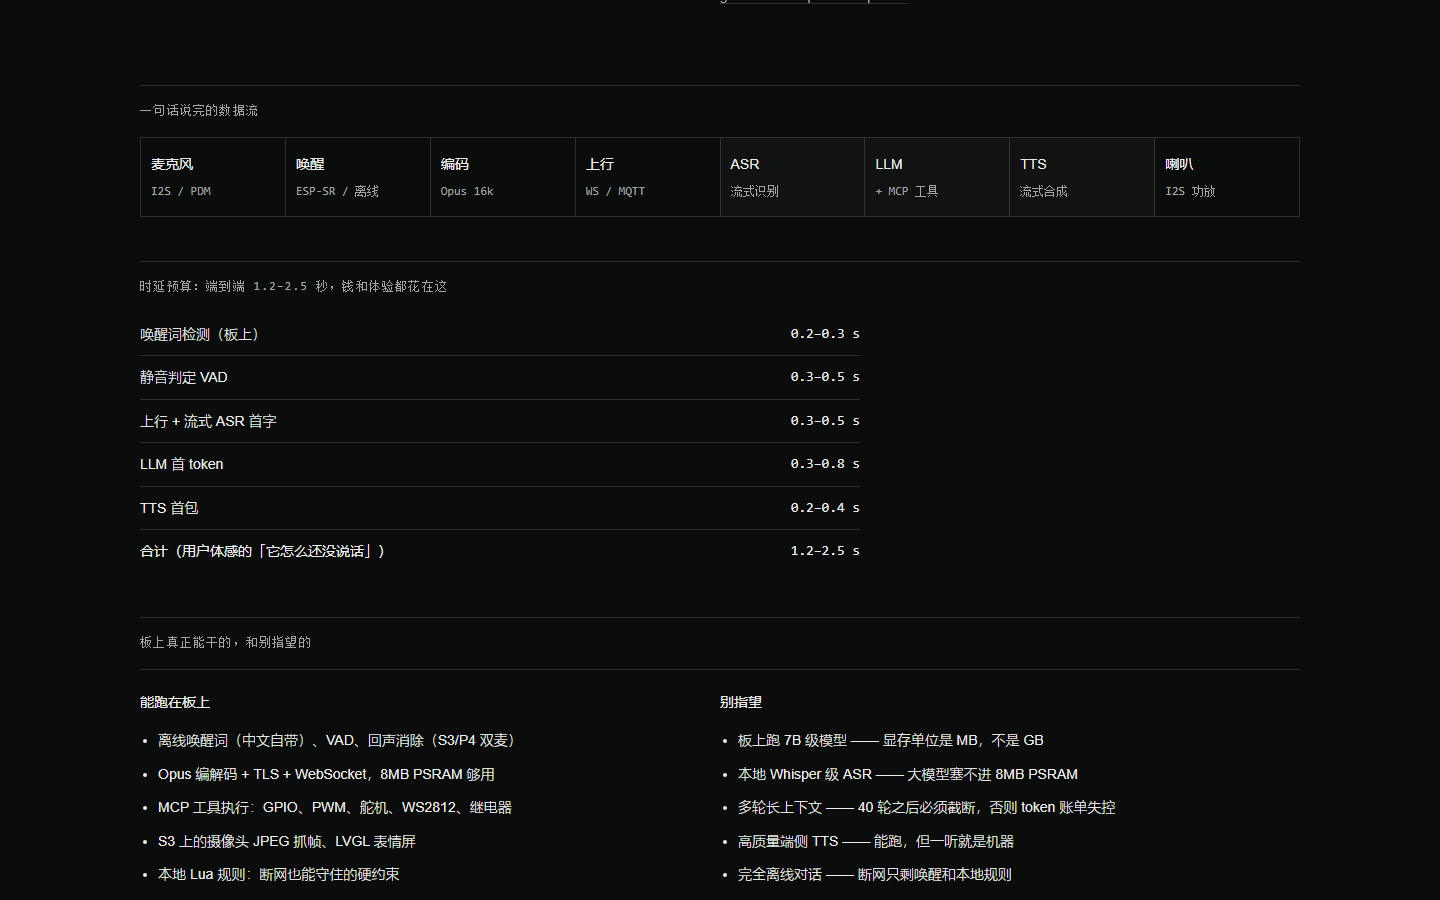 一句话说完的数据流
麦克风
I2S / PDM
唤醒
ESP-SR / 离线
编码
Opus 16k
上行
WS / MQTT
ASR
流式识别
LLM
+ MCP 工具
TTS
流式合成
喇叭
I2S 功放
时延预算：端到端 1.2–2.5 秒，钱和体验都花在这
唤醒词检测（板上） 0.2–0.3 s
静音判定 VAD 0.3–0.5 s
上行 + 流式 ASR 首字 0.3–0.5 s
LLM 首 token 0.3–0.8 s
TTS 首包 0.2–0.4 s
合计（用户体感的「它怎么还没说话」） 1.2–2.5 s
板上真正能干的，和别指望的
能跑在板上
• 离线唤醒词（中文自带）、VAD、回声消除（S3/P4 双麦）
• Opus 编解码 + TLS + WebSocket，8MB PSRAM 够用
• MCP 工具执行：GPIO、PWM、舵机、WS2812、继电器
• S3 上的摄像头 JPEG 抓帧、LVGL 表情屏
• 本地 Lua 规则：断网也能守住的硬约束
别指望
• 板上跑 7B 级模型 —— 显存单位是 MB，不是 GB
• 本地 Whisper 级 ASR —— 大模型塞不进 8MB PSRAM
• 多轮长上下文 —— 40 轮之后必须截断，否则 token 账单失控
• 高质量端侧 TTS —— 能跑，但一听就是机器
• 完全离线对话 —— 断网只剩唤醒和本地规则